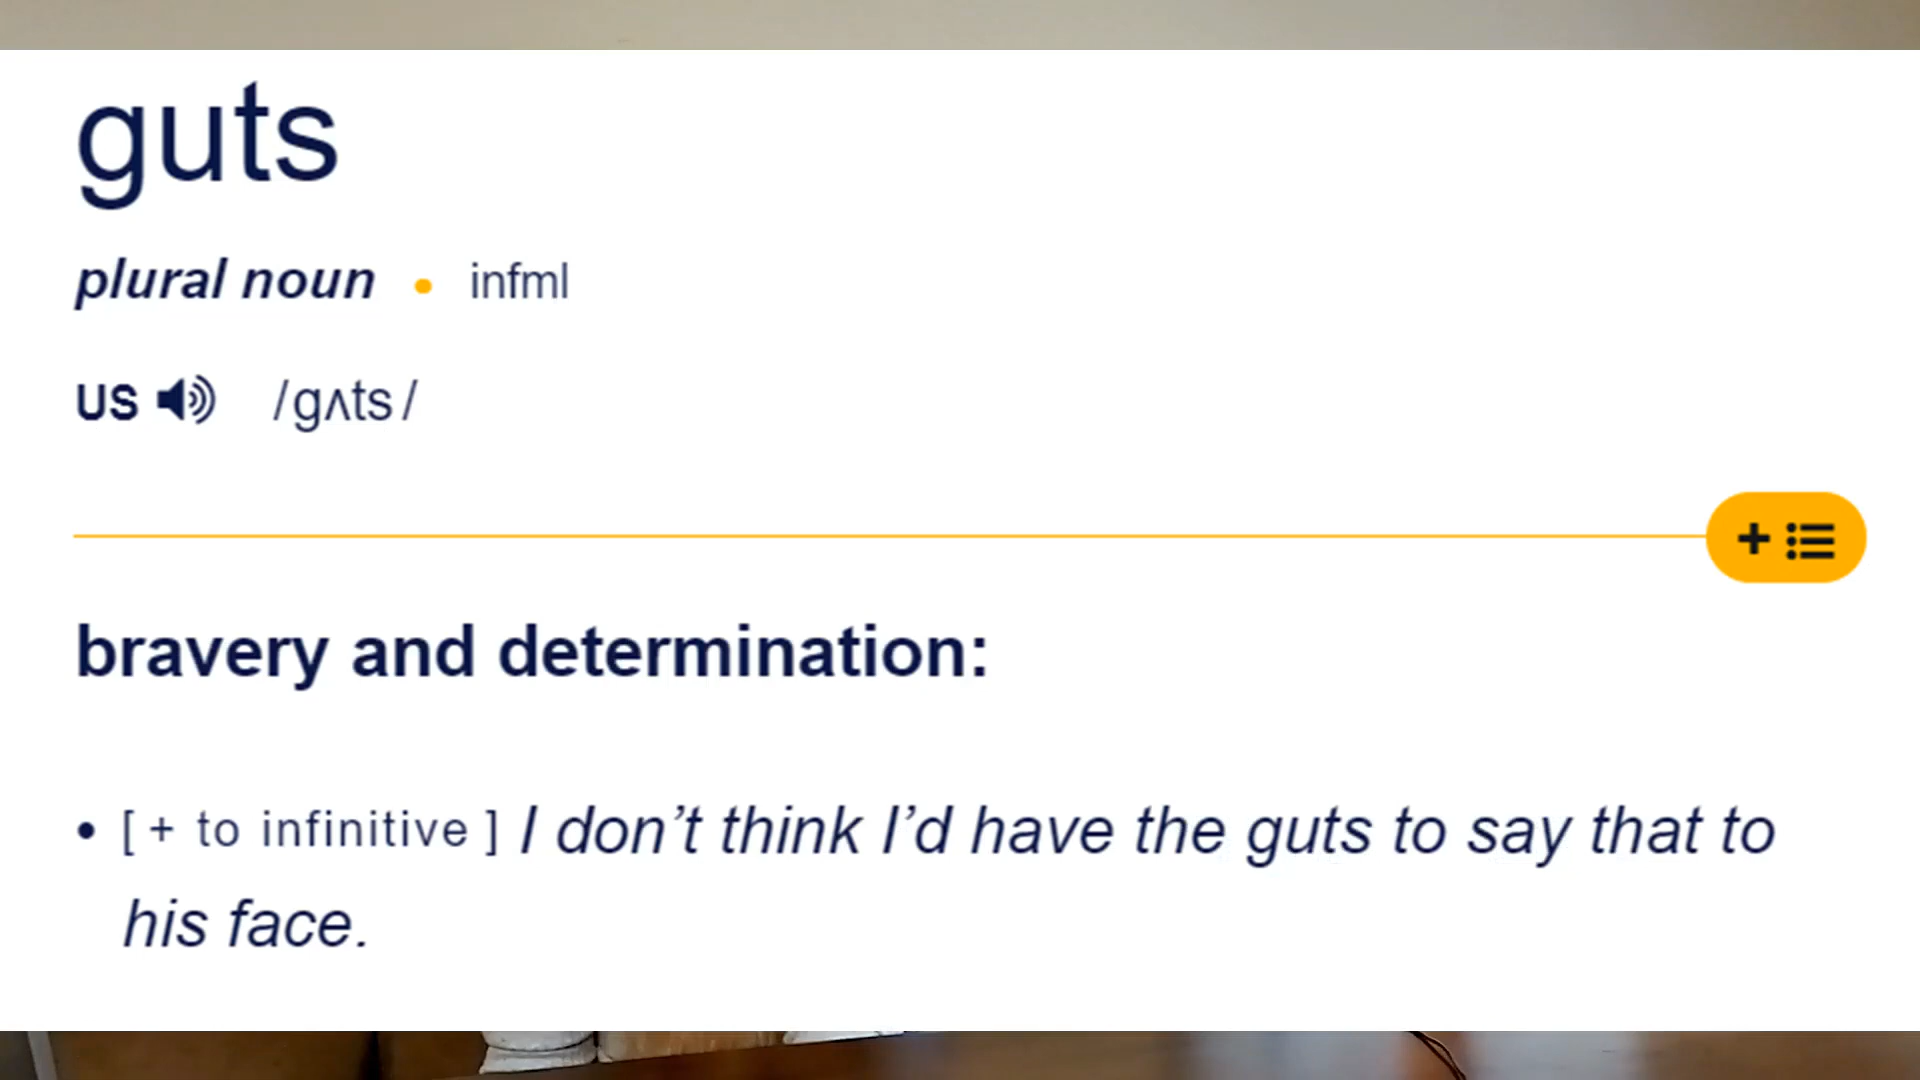 guts
plural noun • infml
US /gʌts/
bravery and determination:
• [ + to infinitive ] I don’t think I’d have the guts to say that to
his face.